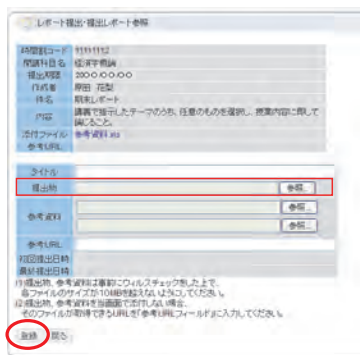 レポート提出・提出レポート参照
時間割コード 11111112
開講科目名 経済学概論
提出期限 2000-00-00
作成者 原田 花梨
件名 期末レポート
内容 講義で指示したテーマのうち、任意のものを選択し、授業内容に即して論じること。
添付ファイル 参考資料.xls
参考URL
タイトル
提出物 参照...
参考資料 参照...
参照...
参考URL
初回提出日時
最終提出日時
提出物、参考資料は事前にウィルスチェックをした上で、
各ファイルのサイズが10MBを超えないようにしてください。
提出物、参考資料を当画面で添付しない場合、
そのファイルが取得できるURLを「参考URLフィールド」に入力してください。
登録 戻る